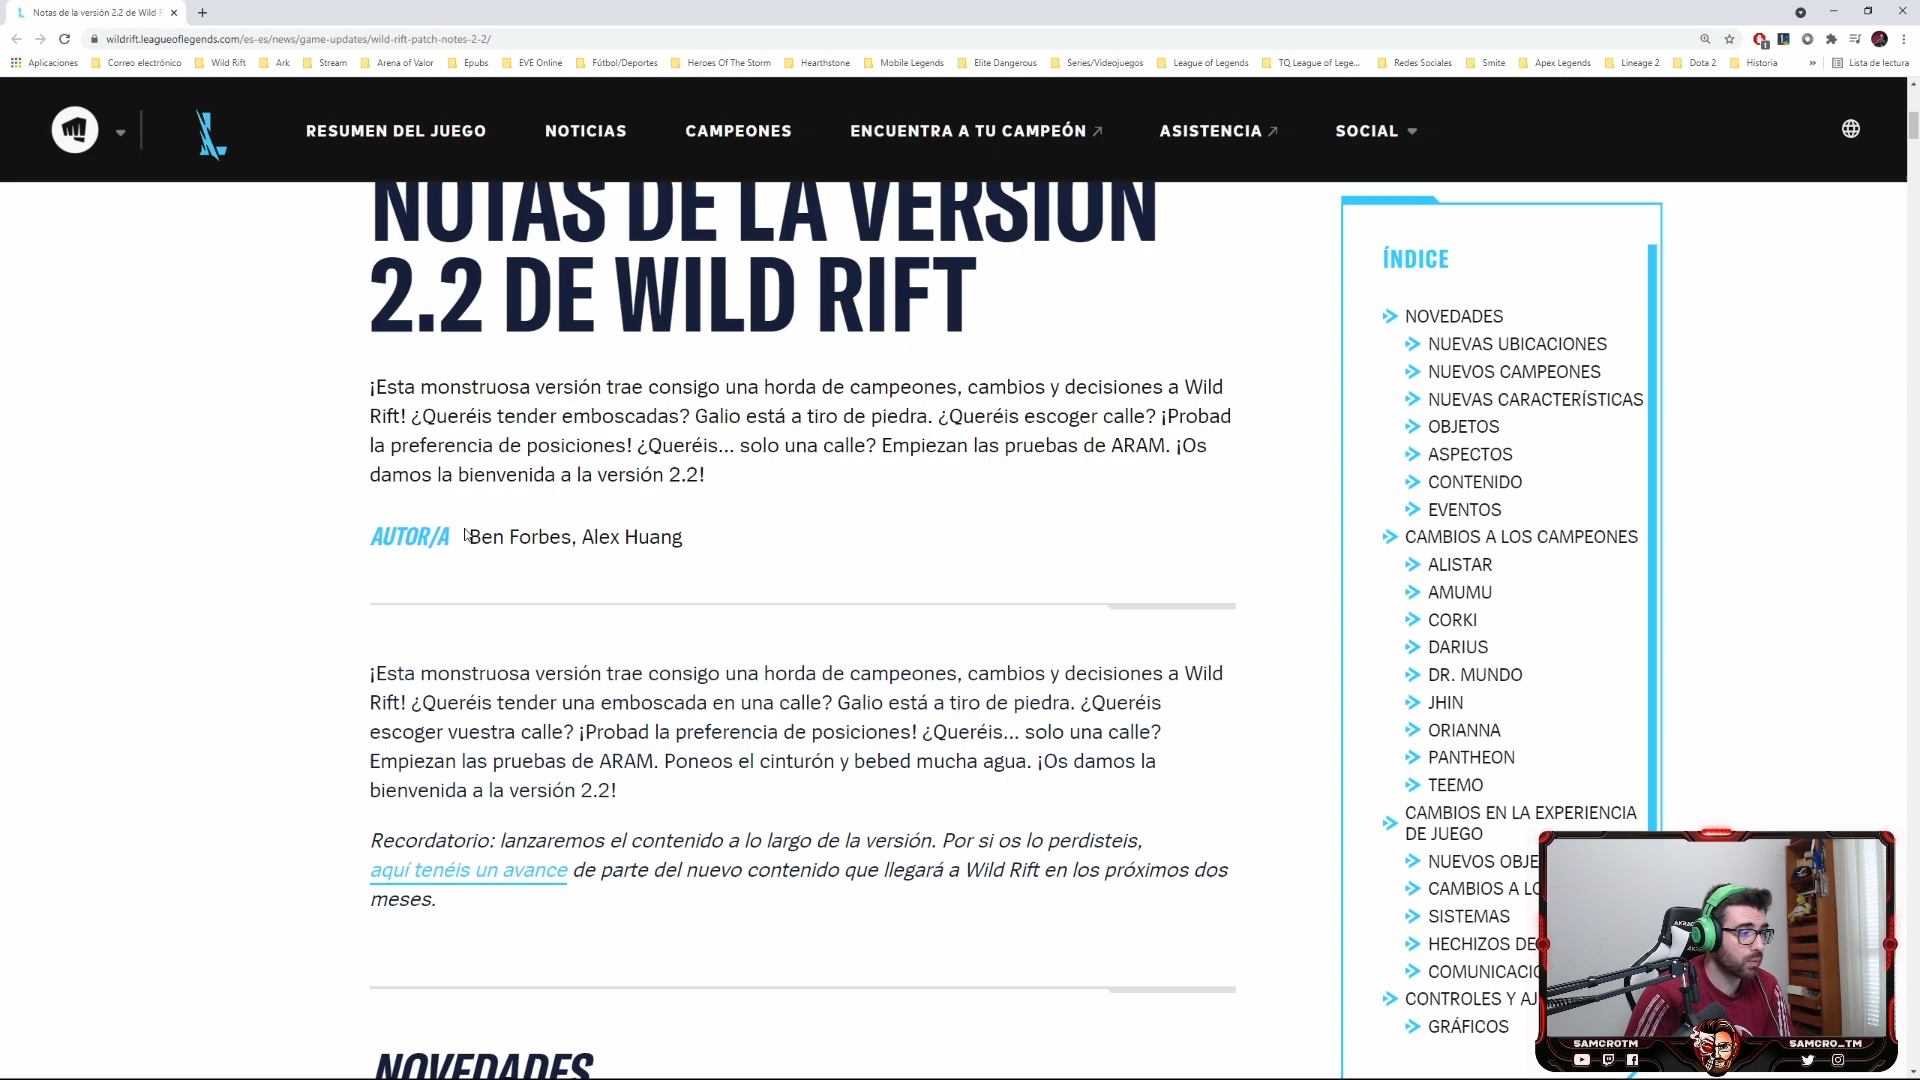 Notas de la versión 2.2 de Wild R
wildrift.leagueoflegends.com/es-es/news/game-updates/wild-rift-patch-notes-2-2/
Aplicaciones Correo electrónico Wild Rift Ark Stream Arena of Valor Epubs EVE Online Fútbol/Deportes Heroes Of The Storm Hearthstone Mobile Legends Elite Dangerous Series/Videojuegos League of Legends TQ League of Lege... Redes Sociales Smite Apex Legends Lineage 2 Dota 2 Historia » Lista de lectura
RESUMEN DEL JUEGO NOTICIAS CAMPEONES ENCUENTRA A TU CAMPEÓN ASISTENCIA SOCIAL
NOTAS DE LA VERSIÓN
2.2 DE WILD RIFT
¡Esta monstruosa versión trae consigo una horda de campeones, cambios y decisiones a Wild
Rift! ¿Queréis tender emboscadas? Galio está a tiro de piedra. ¿Queréis escoger calle? ¡Probad
la preferencia de posiciones! ¿Queréis... solo una calle? Empiezan las pruebas de ARAM. ¡Os
damos la bienvenida a la versión 2.2!
AUTOR/A Ben Forbes, Alex Huang
¡Esta monstruosa versión trae consigo una horda de campeones, cambios y decisiones a Wild
Rift! ¿Queréis tender una emboscada en una calle? Galio está a tiro de piedra. ¿Queréis
escoger vuestra calle? ¡Probad la preferencia de posiciones! ¿Queréis... solo una calle?
Empiezan las pruebas de ARAM. Poneos el cinturón y bebed mucha agua. ¡Os damos la
bienvenida a la versión 2.2!
Recordatorio: lanzaremos el contenido a lo largo de la versión. Por si os lo perdisteis,
aquí tenéis un avance de parte del nuevo contenido que llegará a Wild Rift en los próximos dos
meses.
NOVEDADES
ÍNDICE
NOVEDADES
NUEVAS UBICACIONES
NUEVOS CAMPEONES
NUEVAS CARACTERÍSTICAS
OBJETOS
ASPECTOS
CONTENIDO
EVENTOS
CAMBIOS A LOS CAMPEONES
ALISTAR
AMUMU
CORKI
DARIUS
DR. MUNDO
JHIN
ORIANNA
PANTHEON
TEEMO
CAMBIOS EN LA EXPERIENCIA
DE JUEGO
NUEVOS OBJE
CAMBIOS A LO
SISTEMAS
HECHIZOS DE
COMUNICACIO
CONTROLES Y AJ
GRÁFICOS
SAMCROTM SAMCRO_TM